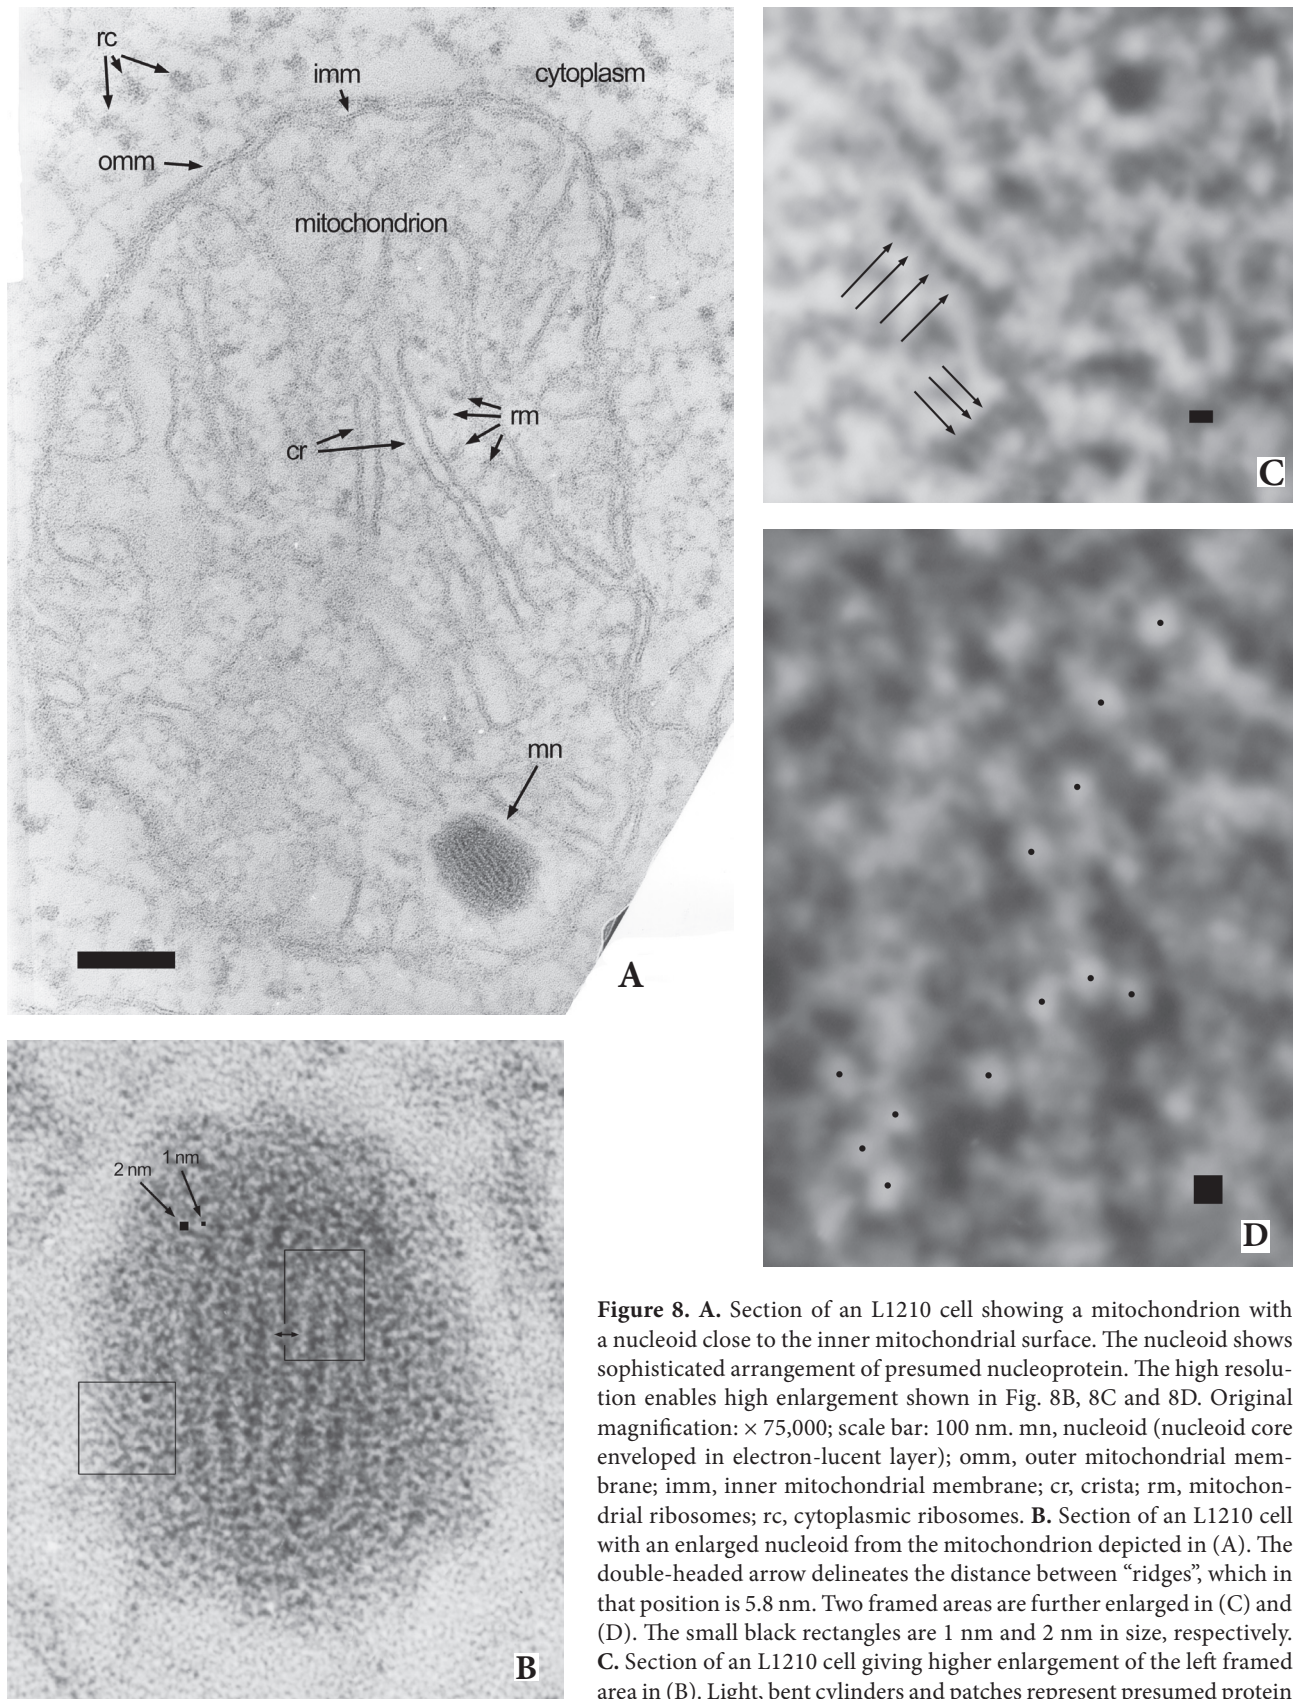 rc
imm
cytoplasm
omm
mitochondrion
rm
cr
mn
A
C
D
2 nm
1 nm
B
Figure 8. A. Section of an L1210 cell showing a mitochondrion with
a nucleoid close to the inner mitochondrial surface. The nucleoid shows
sophisticated arrangement of presumed nucleoprotein. The high resolu-
tion enables high enlargement shown in Fig. 8B, 8C and 8D. Original
magnification: × 75,000; scale bar: 100 nm. mn, nucleoid (nucleoid core
enveloped in electron-lucent layer); omm, outer mitochondrial mem-
brane; imm, inner mitochondrial membrane; cr, crista; rm, mitochon-
drial ribosomes; rc, cytoplasmic ribosomes. B. Section of an L1210 cell
with an enlarged nucleoid from the mitochondrion depicted in (A). The
double-headed arrow delineates the distance between “ridges”, which in
that position is 5.8 nm. Two framed areas are further enlarged in (C) and
(D). The small black rectangles are 1 nm and 2 nm in size, respectively.
C. Section of an L1210 cell giving higher enlargement of the left framed
area in (B). Light, bent cylinders and patches represent presumed protein